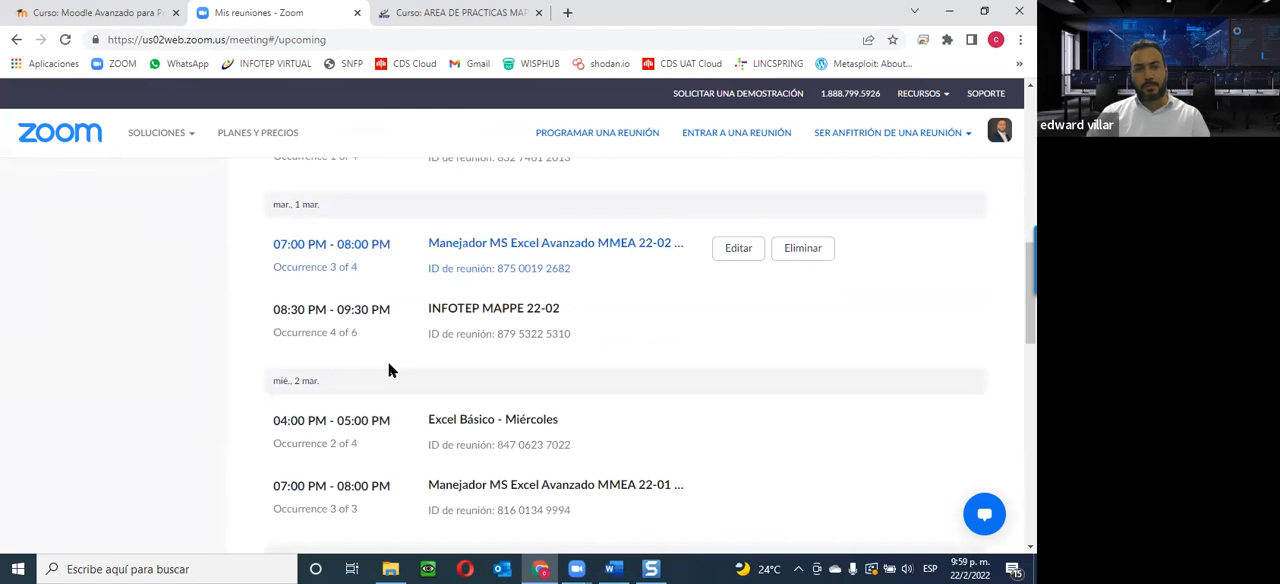 Curso: Moodle Avanzado para P
Mis reuniones - Zoom
Curso: AREA DE PRACTICAS MAP
https://us02web.zoom.us/meeting#/upcoming
Aplicaciones ZOOM WhatsApp INFOTEP VIRTUAL SNFP CDS Cloud Gmail WISPHUB shodan.io CDS UAT Cloud LINCSPRING Metasploit: About...
SOLICITAR UNA DEMOSTRACIÓN 1.888.799.5926 RECURSOS SOPORTE
zoom SOLUCIONES PLANES Y PRECIOS PROGRAMAR UNA REUNIÓN ENTRAR A UNA REUNIÓN SER ANFITRIÓN DE UNA REUNIÓN
mar., 1 mar.
07:00 PM - 08:00 PM Manejador MS Excel Avanzado MMEA 22-02 ... Editar Eliminar
Occurrence 3 of 4 ID de reunión: 875 0019 2682
08:30 PM - 09:30 PM INFOTEP MAPPE 22-02
Occurrence 4 of 6 ID de reunión: 879 5322 5310
mié., 2 mar.
04:00 PM - 05:00 PM Excel Básico - Miércoles
Occurrence 2 of 4 ID de reunión: 847 0623 7022
07:00 PM - 08:00 PM Manejador MS Excel Avanzado MMEA 22-01 ...
Occurrence 3 of 3 ID de reunión: 816 0134 9994
Escribe aquí para buscar
24°C ESP 9:59 p. m.
22/2/2022
15
edward villar